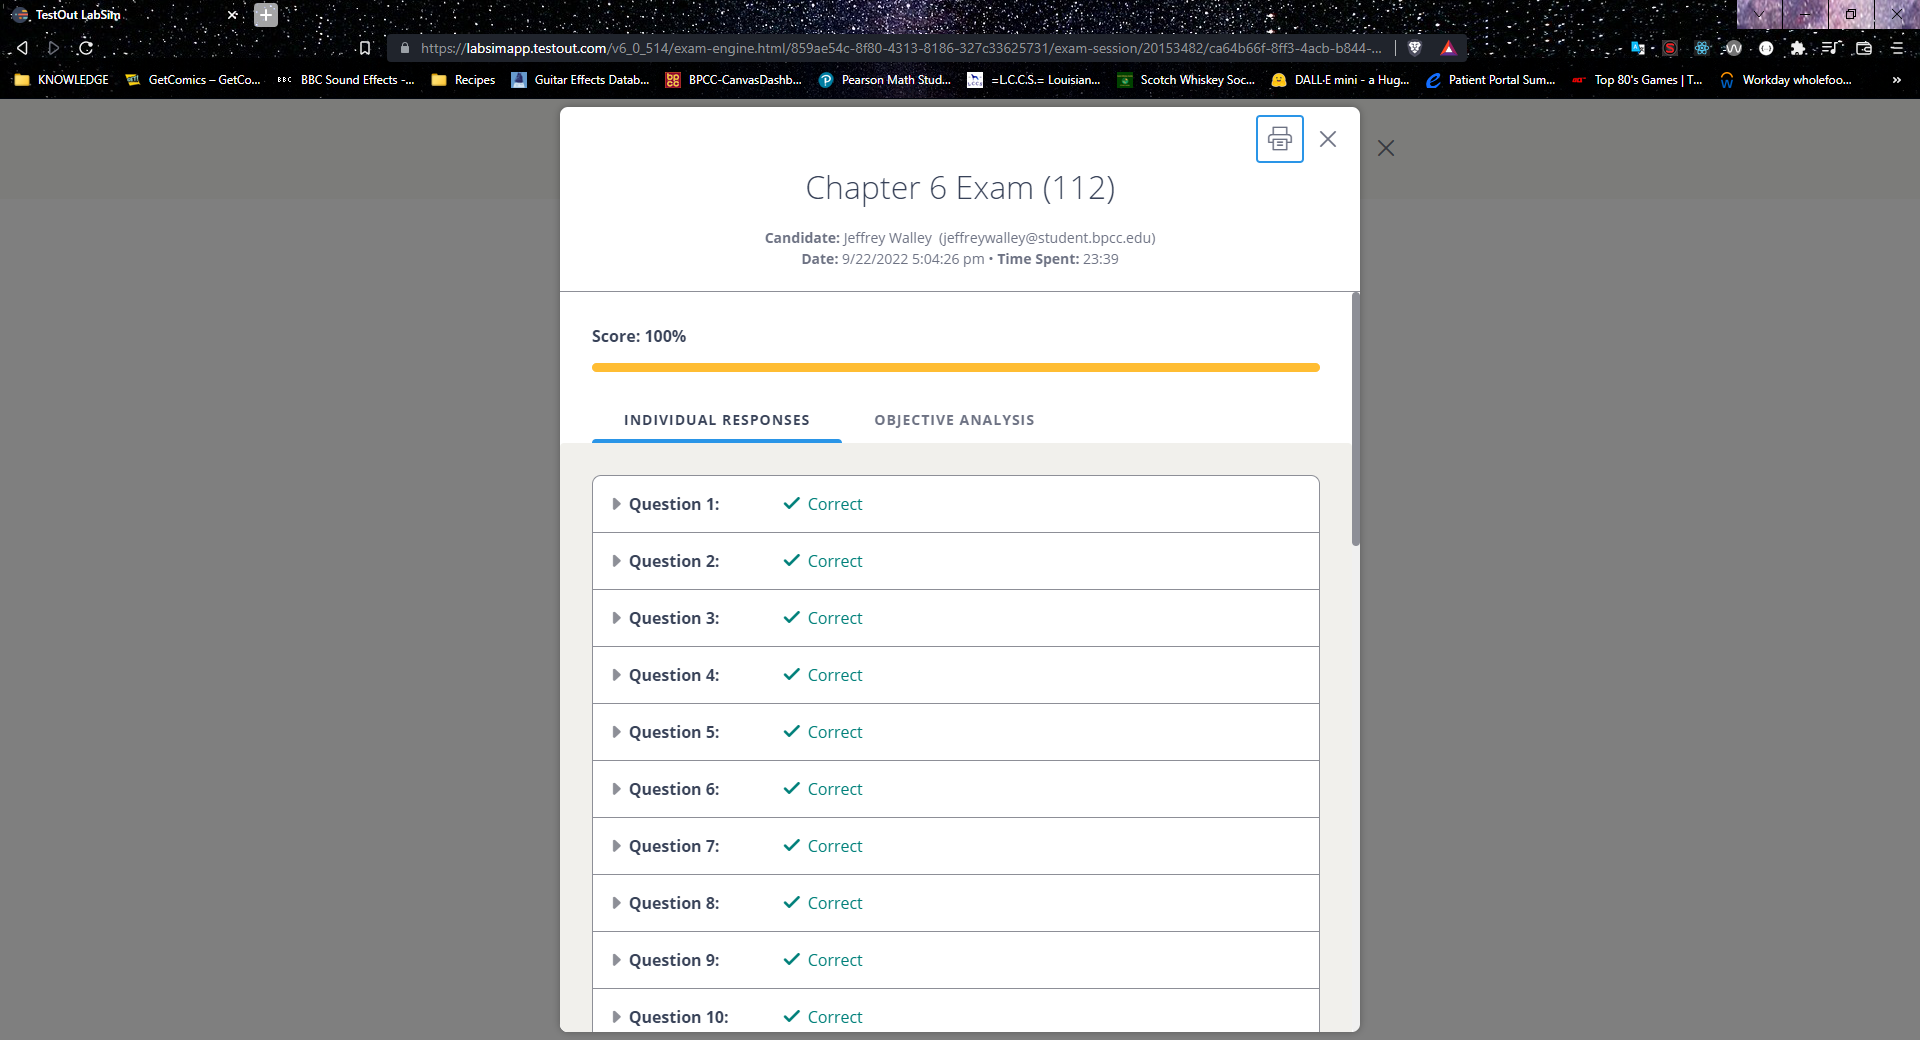 TestOut LabSim
https://labsimapp.testout.com/v6_0_514/exam-engine.html/859ae54c-8f80-4313-8186-327c33625731/exam-session/20153482/ca64b66f-8ff3-4acb-b844-...
KNOWLEDGE GetComics – GetCo... BBC BBC Sound Effects -... Recipes Guitar Effects Datab... BPCC-CanvasDashb... Pearson Math Stud... =L.C.C.S.= Louisian... Scotch Whiskey Soc... DALL·E mini - a Hug... Patient Portal Sum... Top 80's Games | T... Workday wholefoo... »
Chapter 6 Exam (112)
Candidate: Jeffrey Walley (jeffreywalley@student.bpcc.edu)
Date: 9/22/2022 5:04:26 pm • Time Spent: 23:39
Score: 100%
INDIVIDUAL RESPONSES OBJECTIVE ANALYSIS
Question 1: Correct
Question 2: Correct
Question 3: Correct
Question 4: Correct
Question 5: Correct
Question 6: Correct
Question 7: Correct
Question 8: Correct
Question 9: Correct
Question 10: Correct